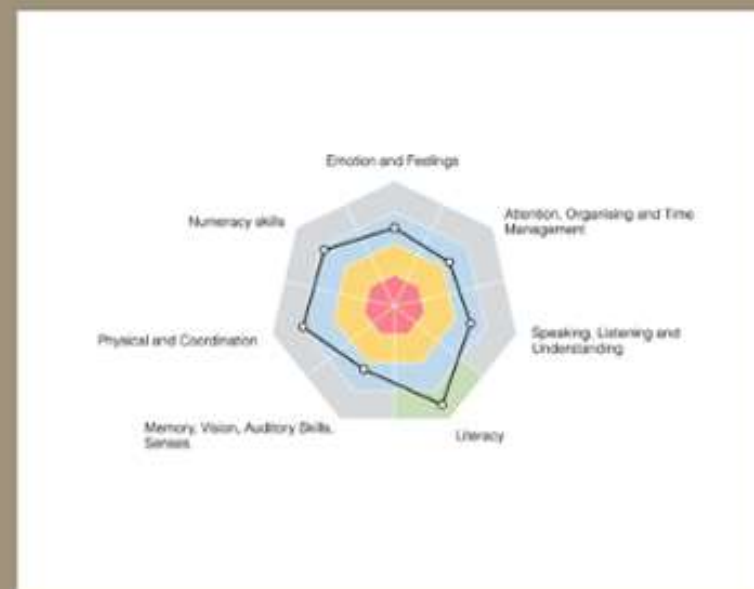 Emotion and Feelings
Numeracy skills
Attention, Organising and Time
Management
Physical and Coordination
Speaking, Listening and
Understanding
Memory, Vision, Auditory Skills,
Senses
Literacy